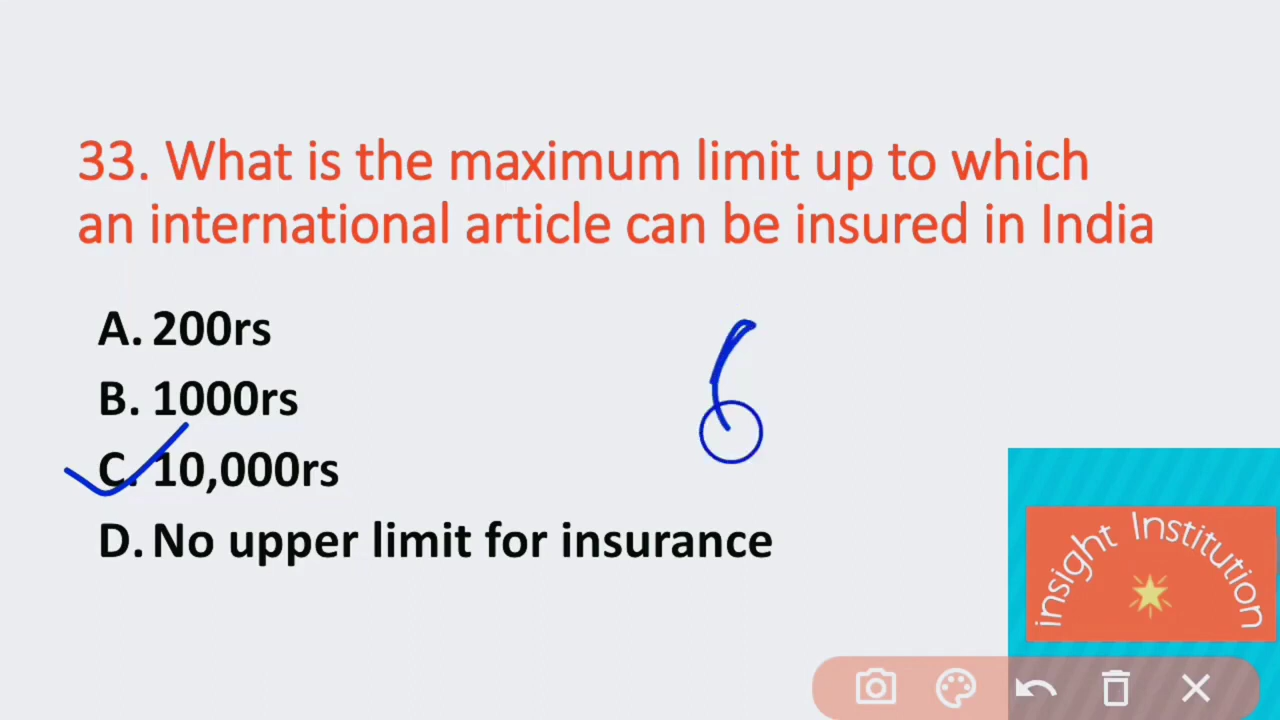 33. What is the maximum limit up to which
an international article can be insured in India
A. 200rs
B. 1000rs
C. 10,000rs
D. No upper limit for insurance
insight Institution